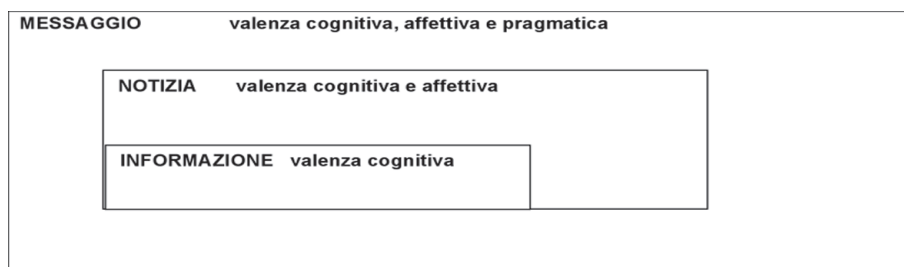 MESSAGGIO valenza cognitiva, affettiva e pragmatica
NOTIZIA valenza cognitiva e affettiva
INFORMAZIONE valenza cognitiva